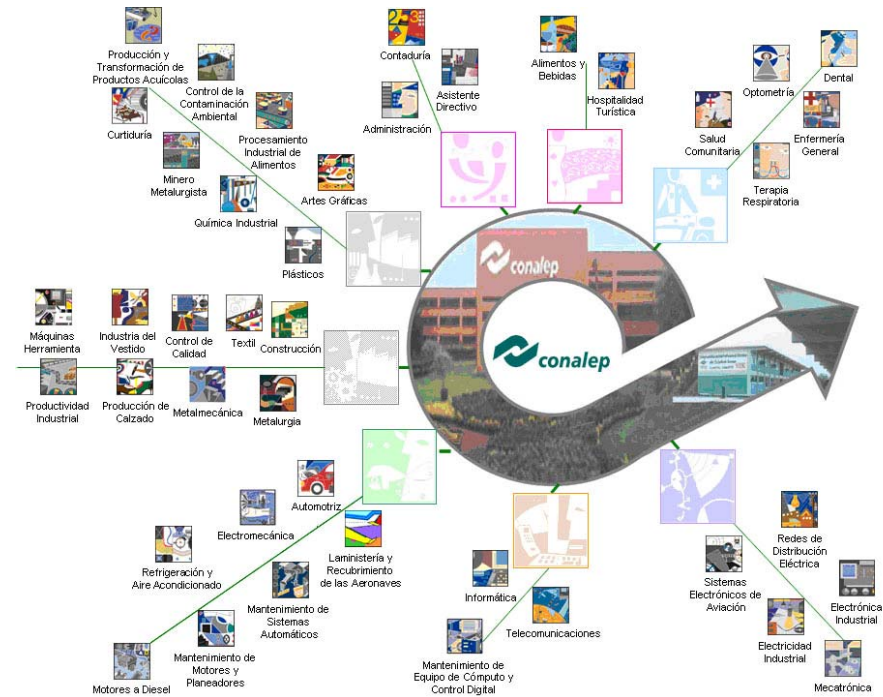 Producción y
Transformación de
Productos Acuícolas
Control de la
Contaminación
Ambiental
Curtiduría
Procesamiento
Industrial de
Alimentos
Minero
Metalurgista
Artes Gráficas
Química Industrial
Plásticos
Contaduría
Asistente
Directivo
Administración
Alimentos y
Bebidas
Hospitalidad
Turística
Optometría
Dental
Salud
Comunitaria
Enfermería
General
Terapia
Respiratoria
conalep
conalep
Máquinas
Herramienta
Industria del
Vestido
Control de
Calidad
Textil
Construcción
Productividad
Industrial
Producción de
Calzado
Metalmecánica
Metalurgia
Automotriz
Electromecánica
Laministería y
Recubrimiento
de las Aeronaves
Refrigeración y
Aire Acondicionado
Mantenimiento de
Sistemas
Automáticos
Mantenimiento de
Motores y
Planeadores
Motores a Diesel
Informática
Telecomunicaciones
Mantenimiento de
Equipo de Cómputo y
Control Digital
Redes de
Distribución
Eléctrica
Sistemas
Electrónicos de
Aviación
Electrónica
Industrial
Electricidad
Industrial
Mecatrónica